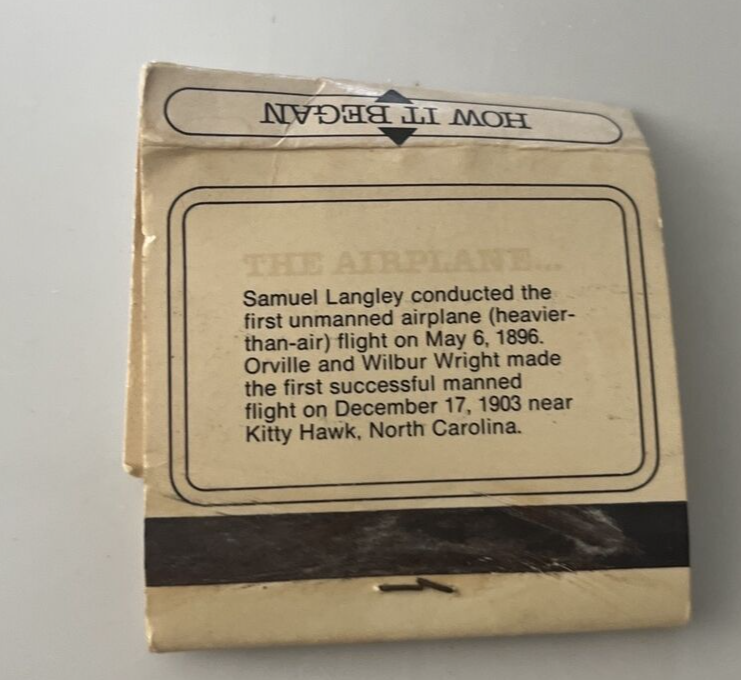 HOW IT BEGAN
THE AIRPLANE...
Samuel Langley conducted the
first unmanned airplane (heavier-
than-air) flight on May 6, 1896.
Orville and Wilbur Wright made
the first successful manned
flight on December 17, 1903 near
Kitty Hawk, North Carolina.